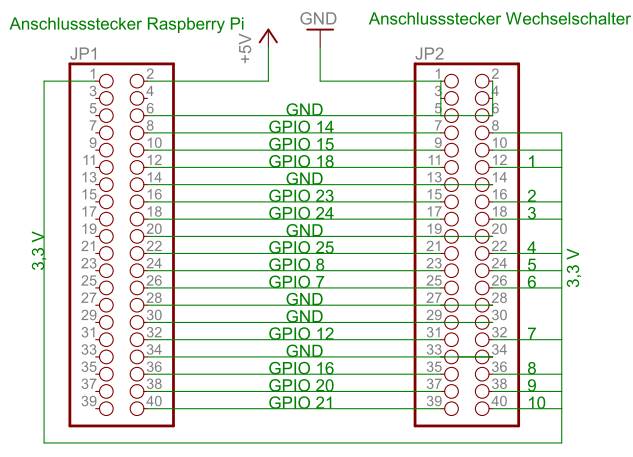 Anschlussstecker Raspberry Pi
GND
Anschlussstecker Wechselschalter
+5V
JP1
JP2
1 2 1 2
3 4 3 4
5 6 GND 5 6
7 8 GPIO 14 7 8
9 10 GPIO 15 9 10
11 12 GPIO 18 11 12 1
13 14 GND 13 14
15 16 GPIO 23 15 16 2
17 18 GPIO 24 17 18 3
19 20 GND 19 20
21 22 GPIO 25 21 22 4
23 24 GPIO 8 23 24 5
25 26 GPIO 7 25 26 6
27 28 GND 27 28
29 30 GND 29 30
31 32 GPIO 12 31 32 7
33 34 GND 33 34
35 36 GPIO 16 35 36 8
37 38 GPIO 20 37 38 9
39 40 GPIO 21 39 40 10
3,3 V
3,3 V